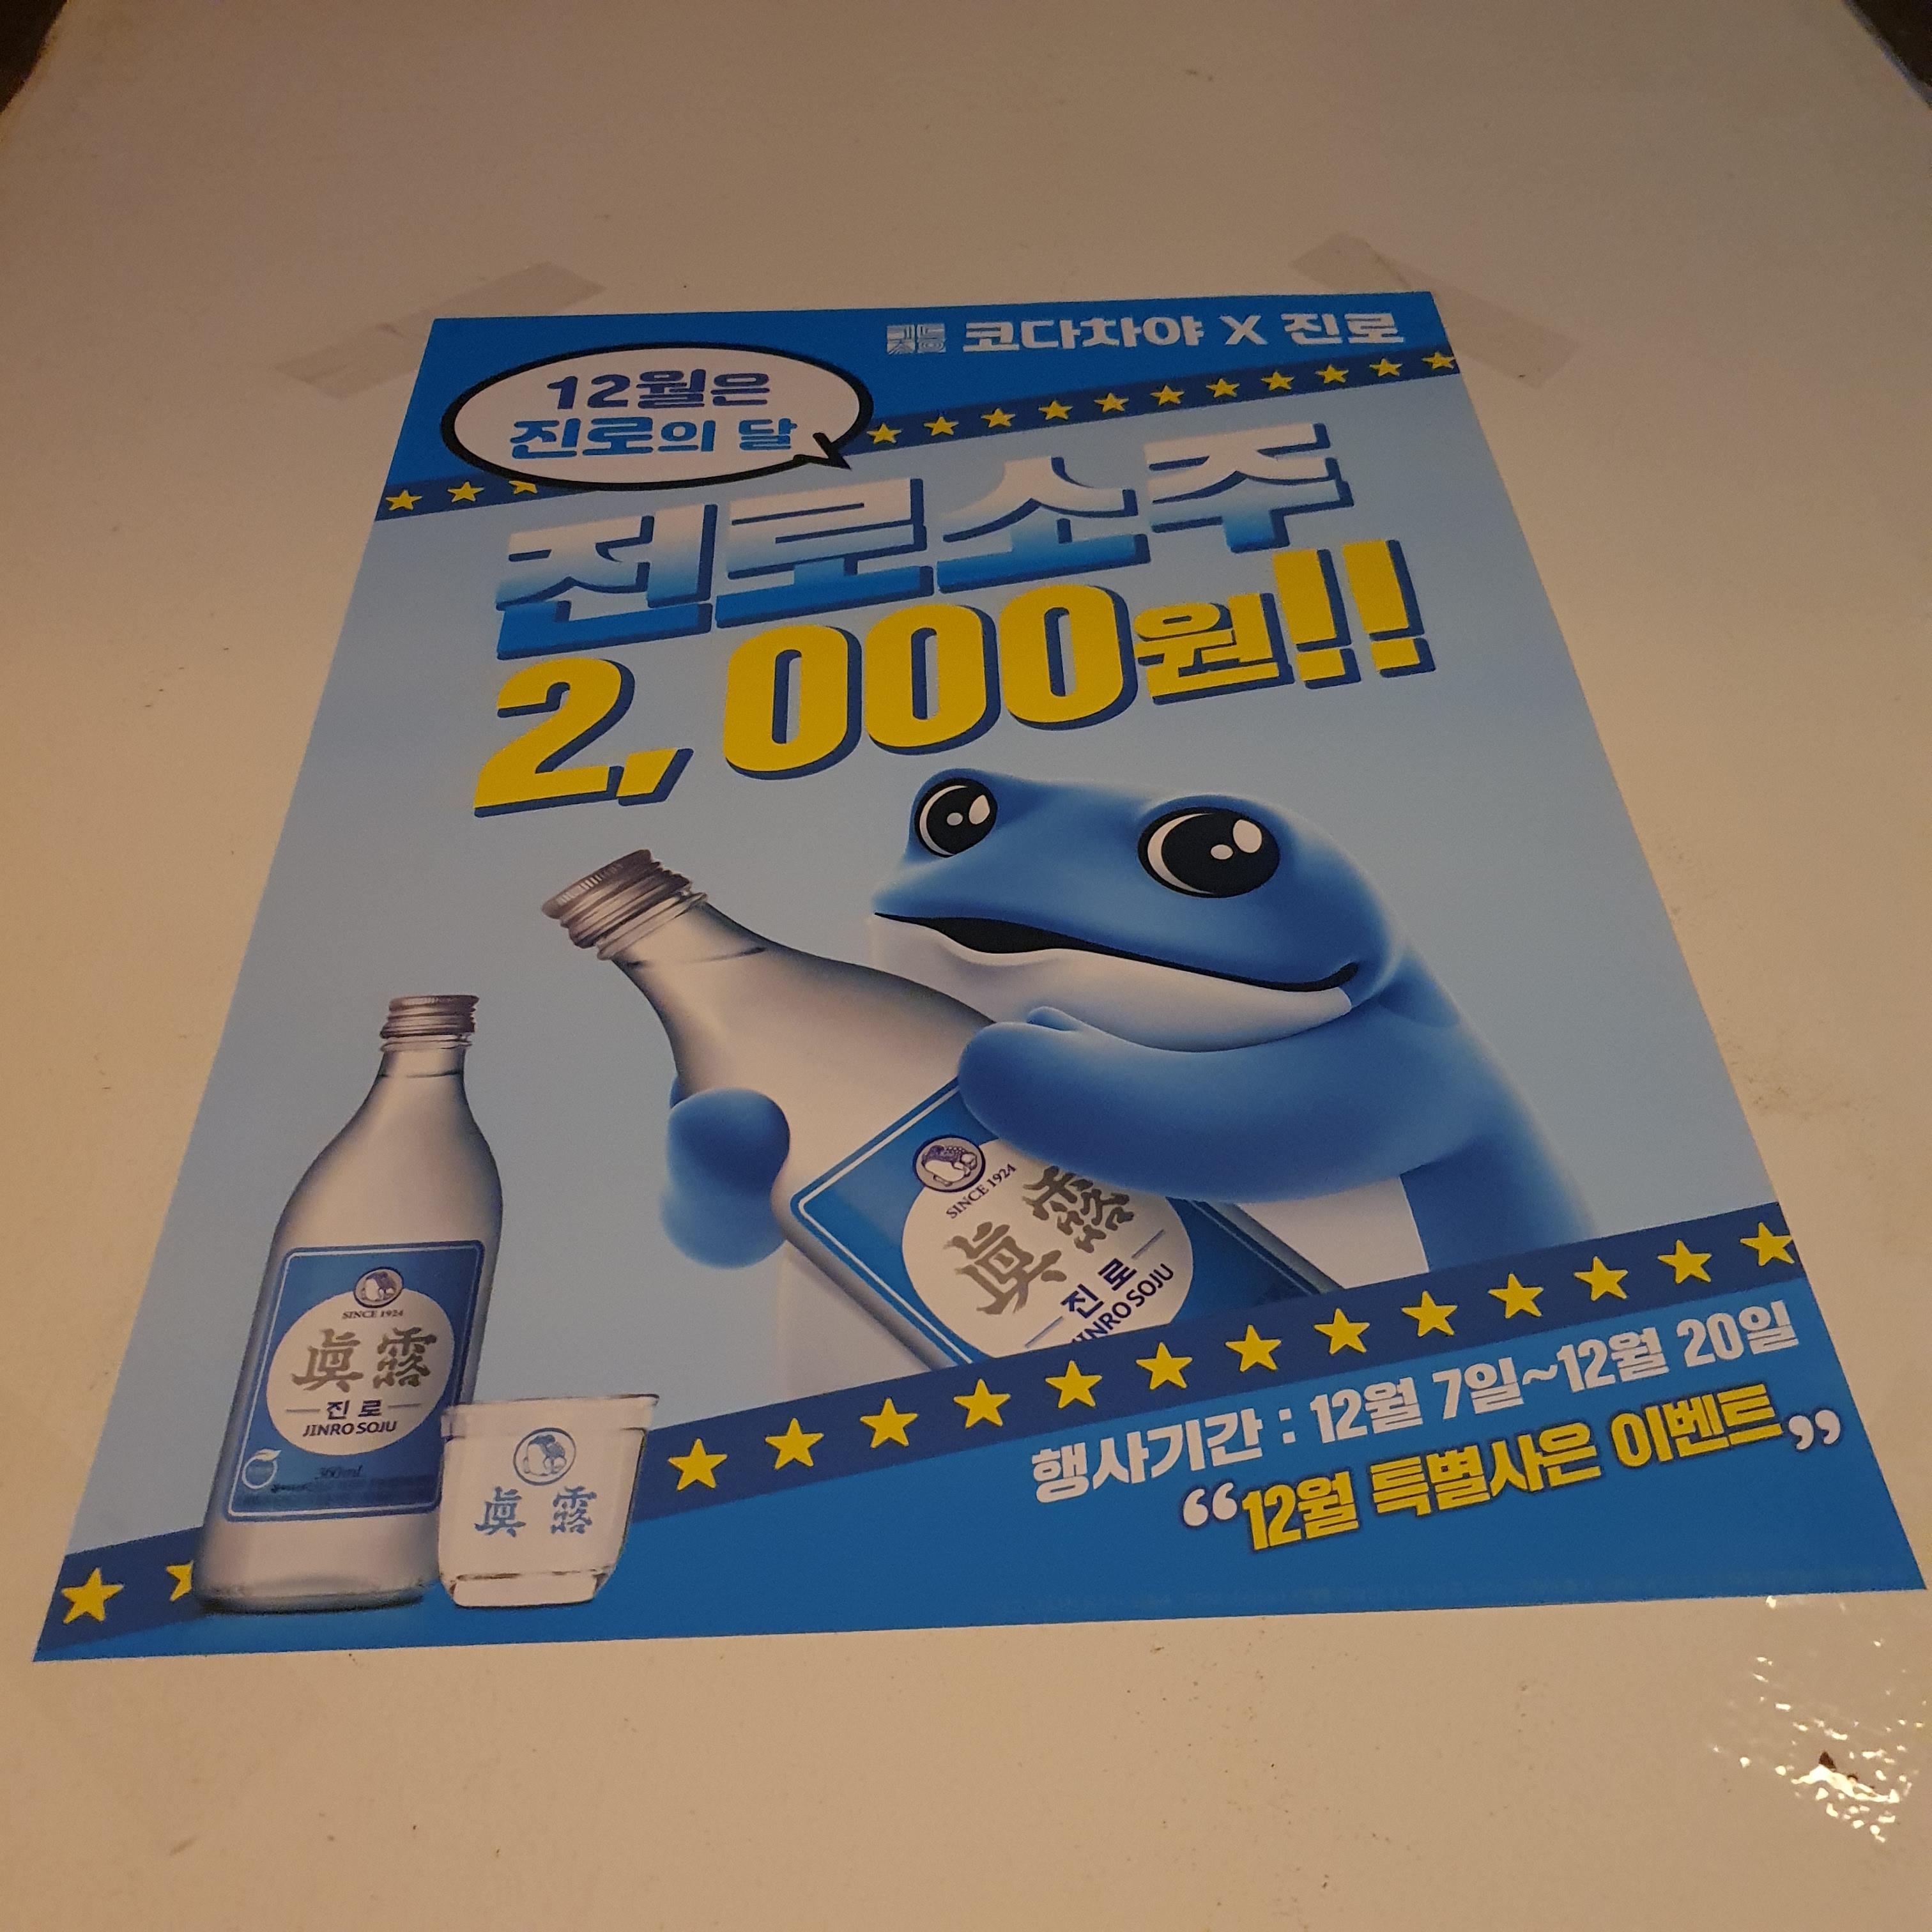 코다차야 X 진로
12월은
진로의 달
진로소주
2,000원!!
SINCE 1924
眞露
진로
JINRO SOJU
SINCE 1924
眞露
진로
JINRO SOJU
360ml
眞露
행사기간 : 12월 7일~12월 20일
“12월 특별사은 이벤트”